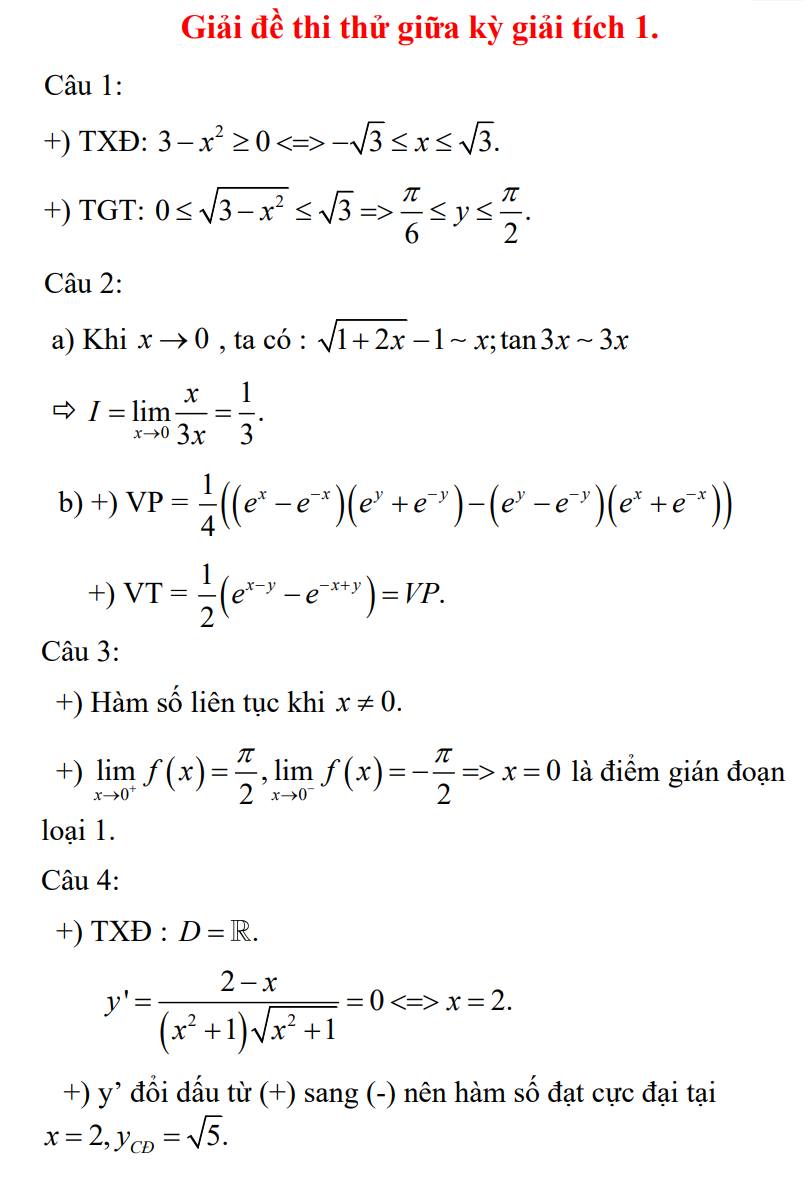 Giải đề thi thử giữa kỳ giải tích 1.
Câu 1:
+) TXĐ: 3 − x² ≥ 0 <=> −√3 ≤ x ≤ √3.
+) TGT: 0 ≤ √(3 − x²) ≤ √3 => π/6 ≤ y ≤ π/2.
Câu 2:
a) Khi x → 0 , ta có : √(1 + 2x) − 1 ~ x; tan 3x ~ 3x
⇨ I = lim_{x→0} x/3x = 1/3.
b) +) VP = 1/4((e^x − e^{−x})(e^y + e^{−y}) − (e^y − e^{−y})(e^x + e^{−x}))
+) VT = 1/2(e^{x−y} − e^{−x+y}) = VP.
Câu 3:
+) Hàm số liên tục khi x ≠ 0.
+) lim_{x→0⁺} f(x) = π/2, lim_{x→0⁻} f(x) = −π/2 => x = 0 là điểm gián đoạn
loại 1.
Câu 4:
+) TXĐ : D = ℝ.
y' = (2 − x)/((x² + 1)√(x² + 1)) = 0 <=> x = 2.
+) y’ đổi dấu từ (+) sang (-) nên hàm số đạt cực đại tại
x = 2, y_{CĐ} = √5.